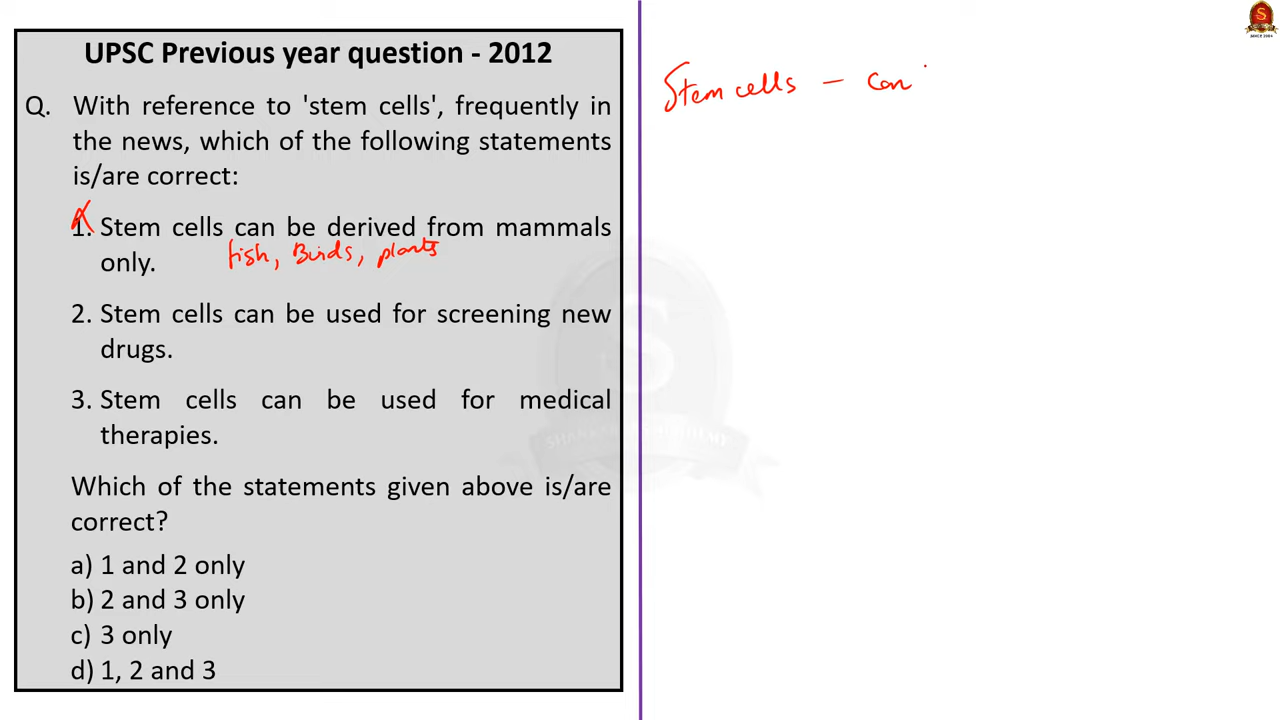 UPSC Previous year question - 2012
Q. With reference to 'stem cells', frequently in
the news, which of the following statements
is/are correct:
1. Stem cells can be derived from mammals
only.
fish, Birds, plants
2. Stem cells can be used for screening new
drugs.
3. Stem cells can be used for medical
therapies.
Which of the statements given above is/are
correct?
a) 1 and 2 only
b) 2 and 3 only
c) 3 only
d) 1, 2 and 3
Stem cells - can
S
SINCE 2004